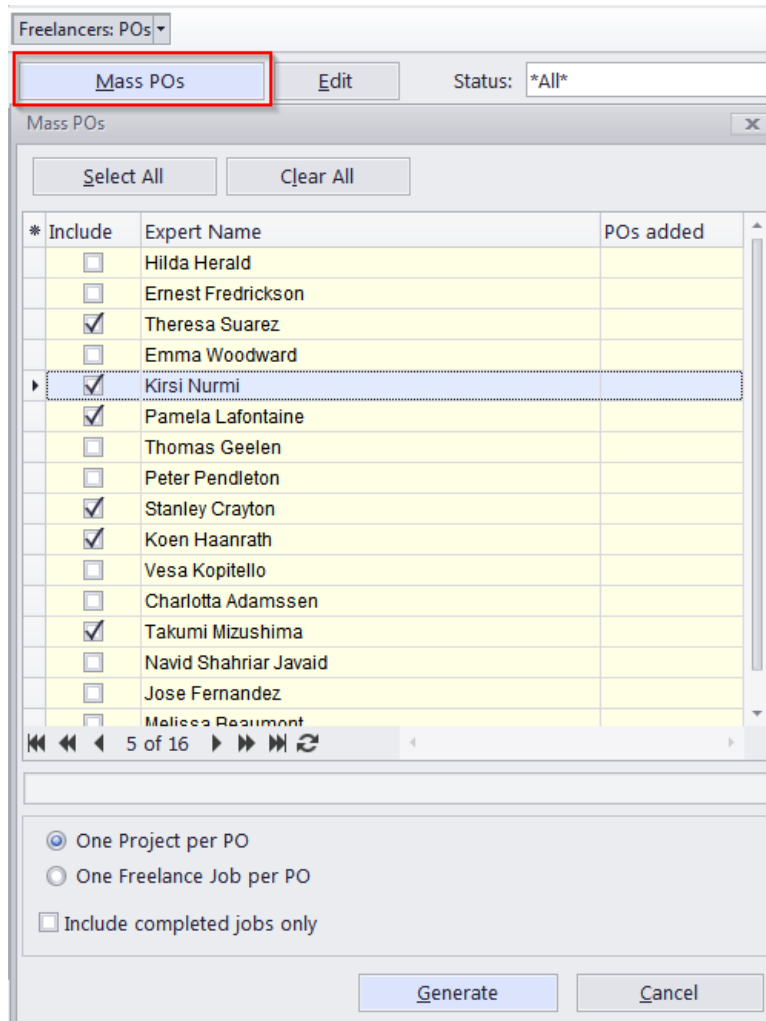 Freelancers: POs
Mass POs Edit Status: *All*
Mass POs
Select All Clear All
Include Expert Name POs added
Hilda Herald
Ernest Fredrickson
Theresa Suarez
Emma Woodward
Kirsi Nurmi
Pamela Lafontaine
Thomas Geelen
Peter Pendleton
Stanley Crayton
Koen Haanrath
Vesa Kopitello
Charlotta Adamssen
Takumi Mizushima
Navid Shahriar Javaid
Jose Fernandez
Melissa Beaumont
5 of 16
One Project per PO
One Freelance Job per PO
Include completed jobs only
Generate Cancel